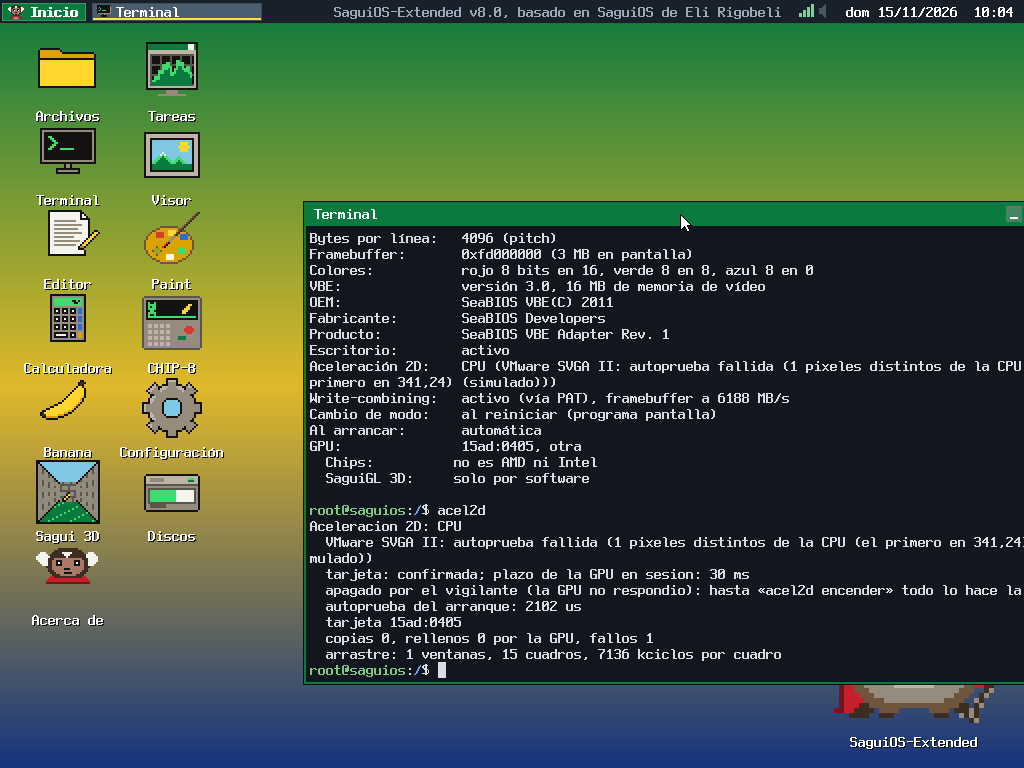 Inicio
Terminal
SaguiOS-Extended v8.0, basado en SaguiOS de Eli Rigobeli
dom 15/11/2026 10:04
Archivos
Tareas
Terminal
Visor
Editor
Paint
Calculadora
CHIP-8
Banana
Configuración
Sagui 3D
Discos
Acerca de
Terminal
Bytes por línea: 4096 (pitch)
Framebuffer: 0xfd000000 (3 MB en pantalla)
Colores: rojo 8 bits en 16, verde 8 en 8, azul 8 en 0
VBE: versión 3.0, 16 MB de memoria de vídeo
OEM: SeaBIOS VBE(C) 2011
Fabricante: SeaBIOS Developers
Producto: SeaBIOS VBE Adapter Rev. 1
Escritorio: activo
Aceleración 2D: CPU (VMware SVGA II: autoprueba fallida (1 pixeles distintos de la CPU
primero en 341,24) (simulado)))
Write-combining: activo (vía PAT), framebuffer a 6188 MB/s
Cambio de modo: al reiniciar (programa pantalla)
Al arrancar: automática
GPU: 15ad:0405, otra
Chips: no es AMD ni Intel
SaguiGL 3D: solo por software
root@saguios:/$ acel2d
Aceleracion 2D: CPU
VMware SVGA II: autoprueba fallida (1 pixeles distintos de la CPU (el primero en 341,24)
mulado))
tarjeta: confirmada; plazo de la GPU en sesion: 30 ms
apagado por el vigilante (la GPU no respondio): hasta «acel2d encender» todo lo hace la
autoprueba del arranque: 2102 us
tarjeta 15ad:0405
copias 0, rellenos 0 por la GPU, fallos 1
arrastre: 1 ventanas, 15 cuadros, 7136 kciclos por cuadro
root@saguios:/$
SaguiOS-Extended